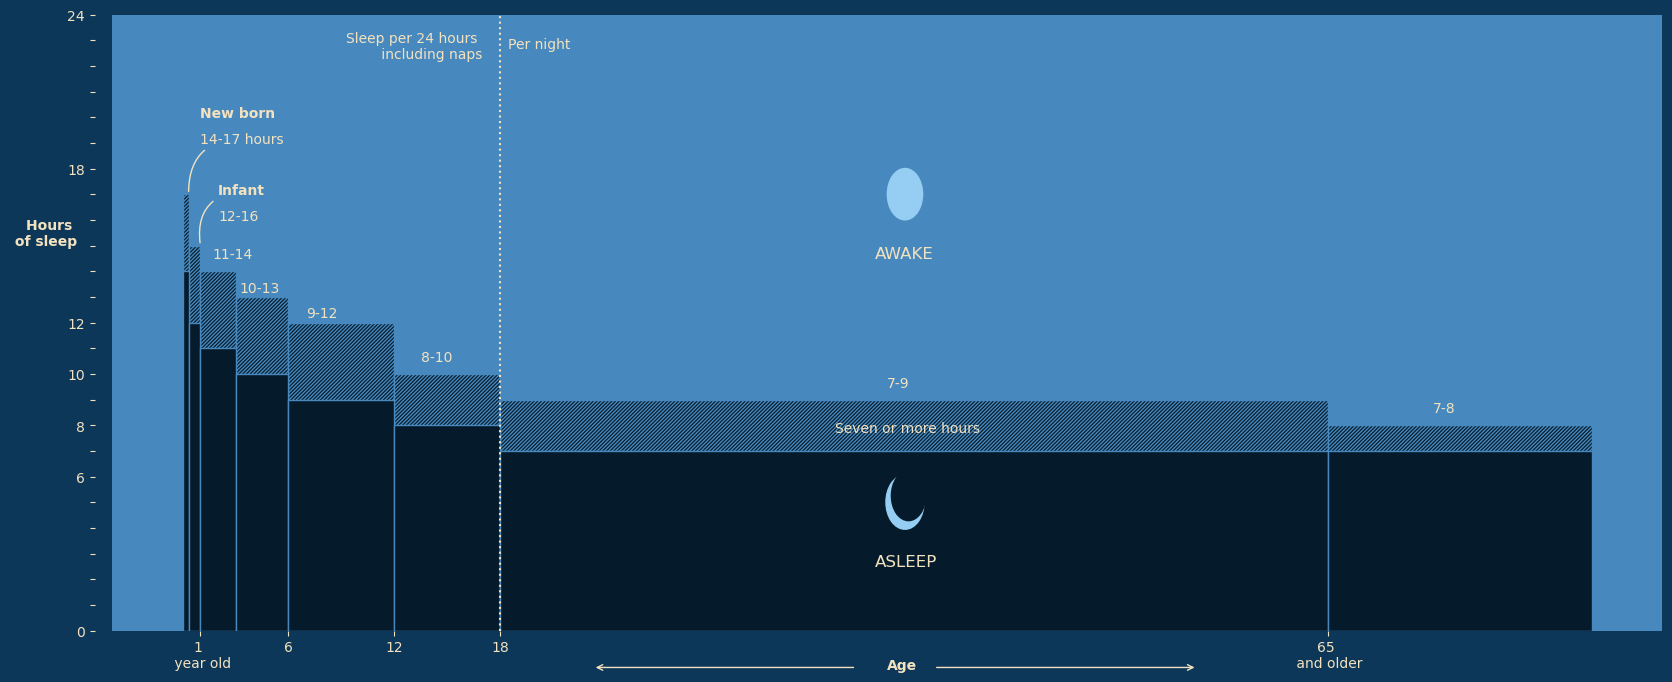 24
Sleep per 24 hours
including naps
Per night
New born
14-17 hours
18
Infant
12-16
Hours
of sleep
AWAKE
11-14
10-13
9-12
12
8-10
10
7-9
7-8
8
Seven or more hours
6
ASLEEP
0
1
year old
6
12
18
Age
65
and older